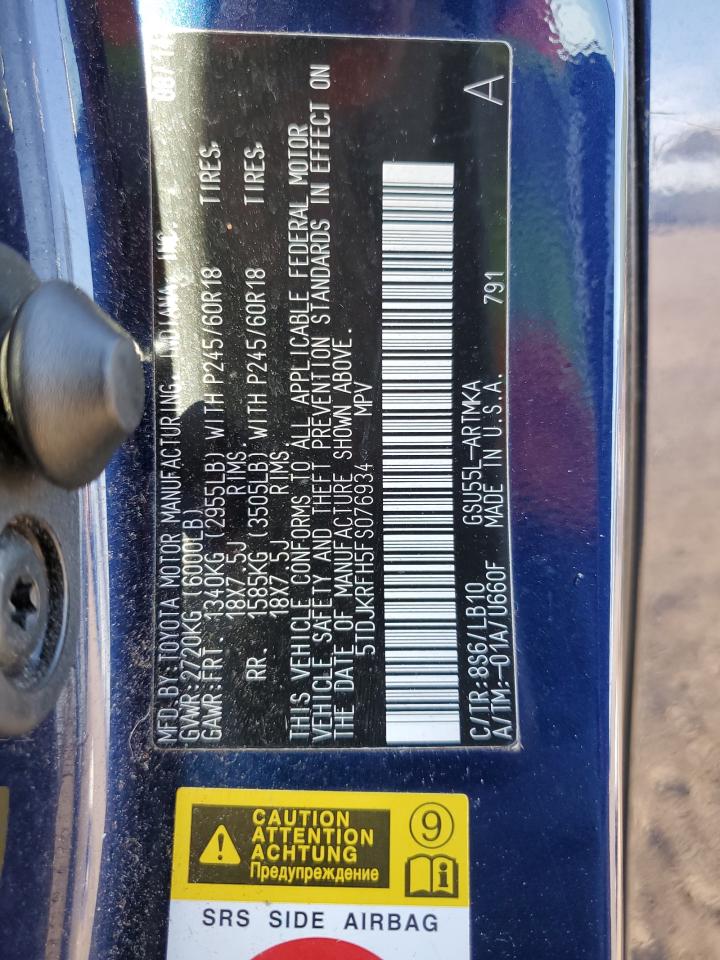 MFD.BY:TOYOTA MOTOR MANUFACTURING, INDIANA, INC.
GVWR:2720KG (6000LB)
GAWR:FRT. 1340KG (2955LB) WITH P245/60R18 TIRES,
18X7.5J RIMS,
RR. 1585KG (3505LB) WITH P245/60R18 TIRES,
18X7.5J RIMS.
THIS VEHICLE CONFORMS TO ALL APPLICABLE FEDERAL MOTOR
VEHICLE SAFETY AND THEFT PREVENTION STANDARDS IN EFFECT ON
THE DATE OF MANUFACTURE SHOWN ABOVE.
5TDJKRFH5FS076934 MPV
C/TR:8S6/LB10 GSU55L-ARTMKA
A/TM:-01A/U660F MADE IN U.S.A. 791
A
CAUTION
ATTENTION
ACHTUNG
Предупреждение
9
i
SRS SIDE AIRBAG